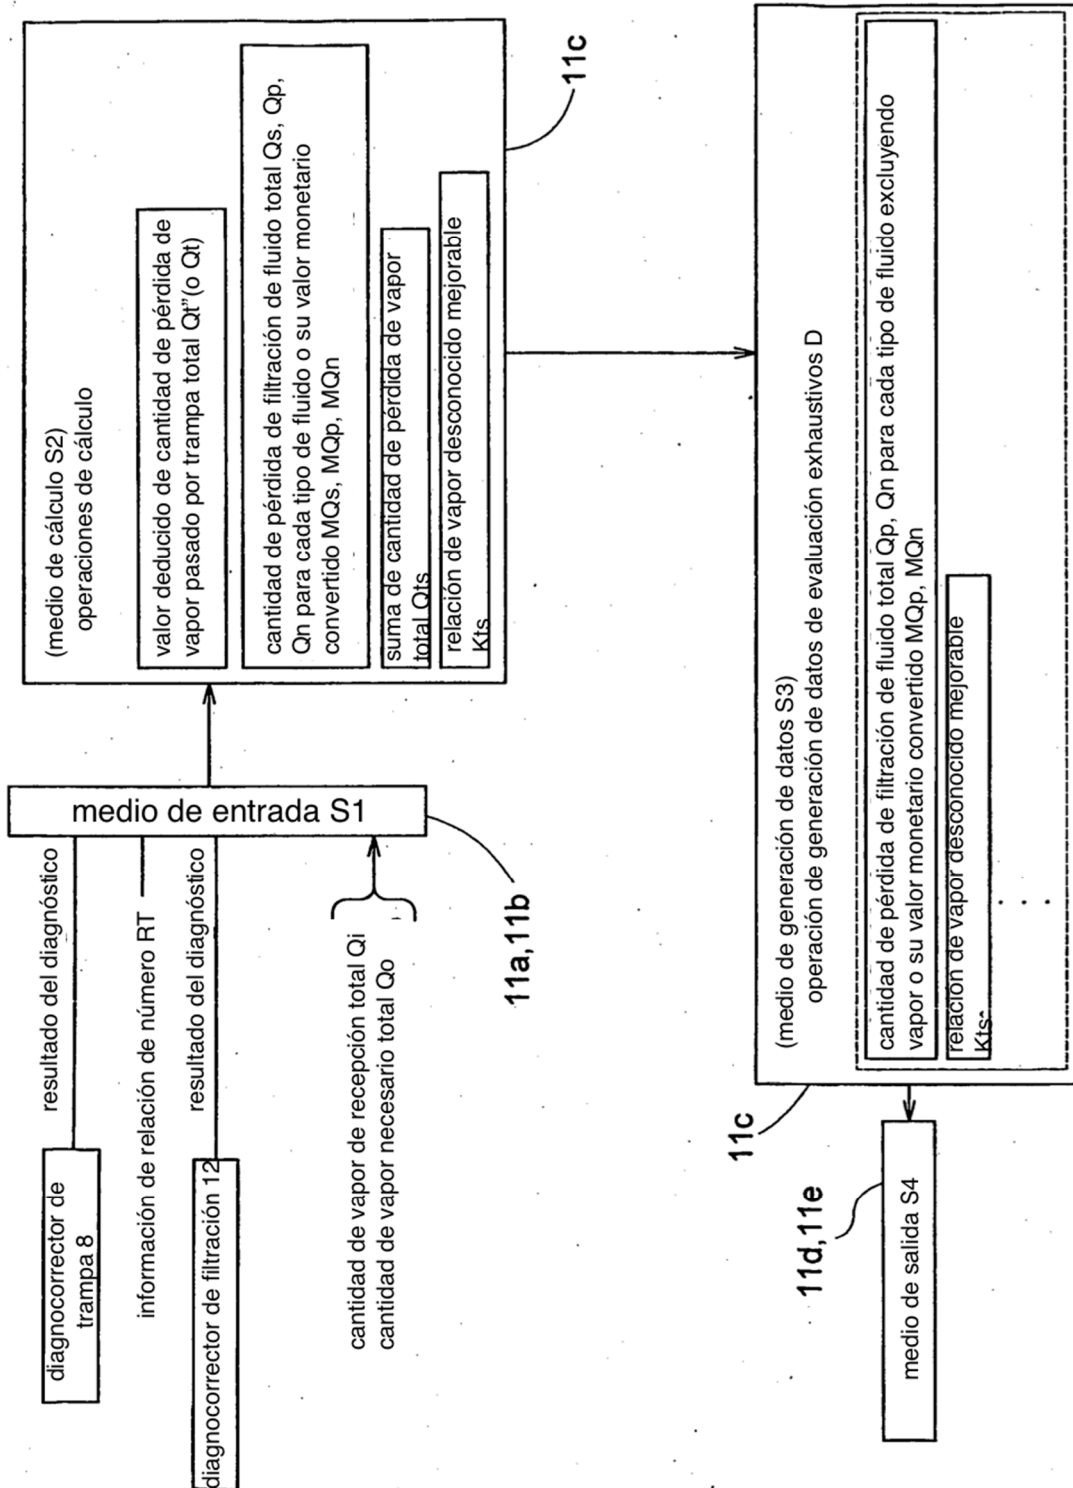 diagnocorrector de
trampa 8
resultado del diagnóstico
información de relación de número RT
diagnocorrector de filtración 12
resultado del diagnóstico
cantidad de vapor de recepción total Qi
cantidad de vapor necesario total Qo
medio de entrada S1
11a,11b
(medio de cálculo S2)
operaciones de cálculo
valor deducido de cantidad de pérdida de
vapor pasado por trampa total Qt"(o Qt)
cantidad de pérdida de filtración de fluido total Qs, Qp,
Qn para cada tipo de fluido o su valor monetario
convertido MQs, MQp, MQn
suma de cantidad de pérdida de vapor
total Qts
relación de vapor desconocido mejorable
Kts
11c
(medio de generación de datos S3)
operación de generación de datos de evaluación exhaustivos D
cantidad de pérdida de filtración de fluido total Qp, Qn para cada tipo de fluido excluyendo
vapor o su valor monetario convertido MQp, MQn
relación de vapor desconocido mejorable
Kts
. . .
11c
11d,11e
medio de salida S4